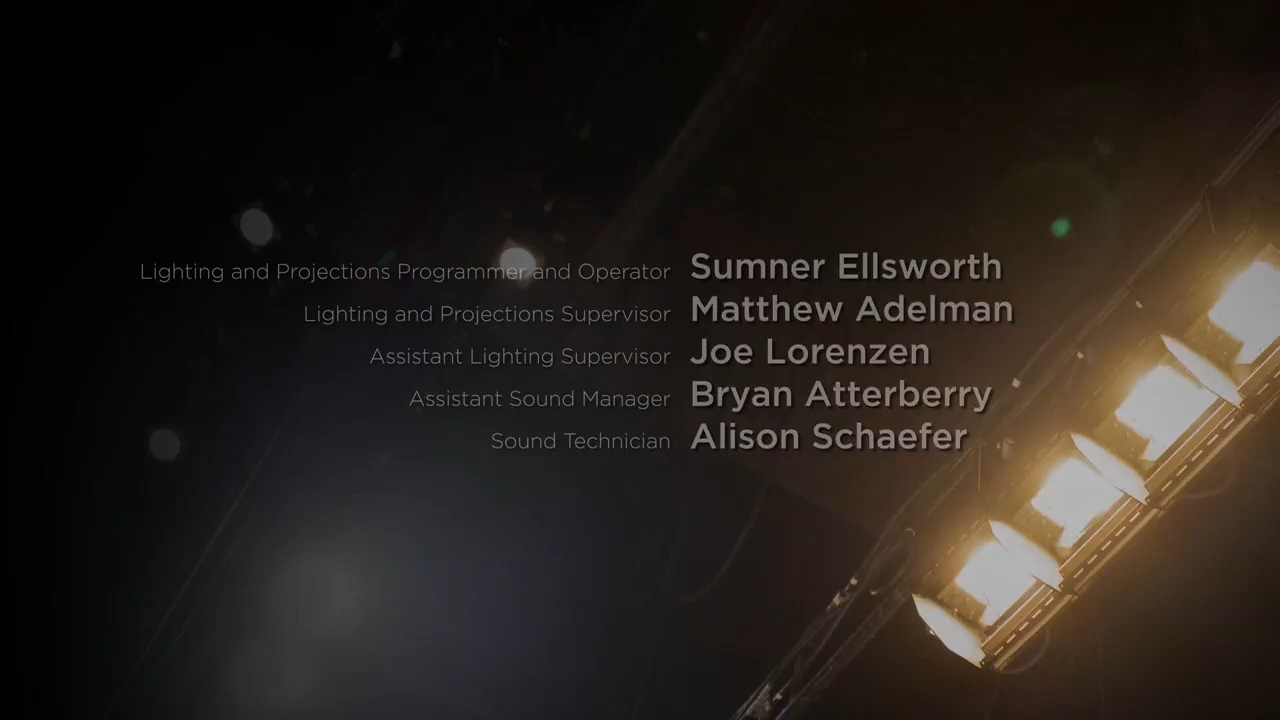 Lighting and Projections Programmer and Operator Sumner Ellsworth
Lighting and Projections Supervisor Matthew Adelman
Assistant Lighting Supervisor Joe Lorenzen
Assistant Sound Manager Bryan Atterberry
Sound Technician Alison Schaefer